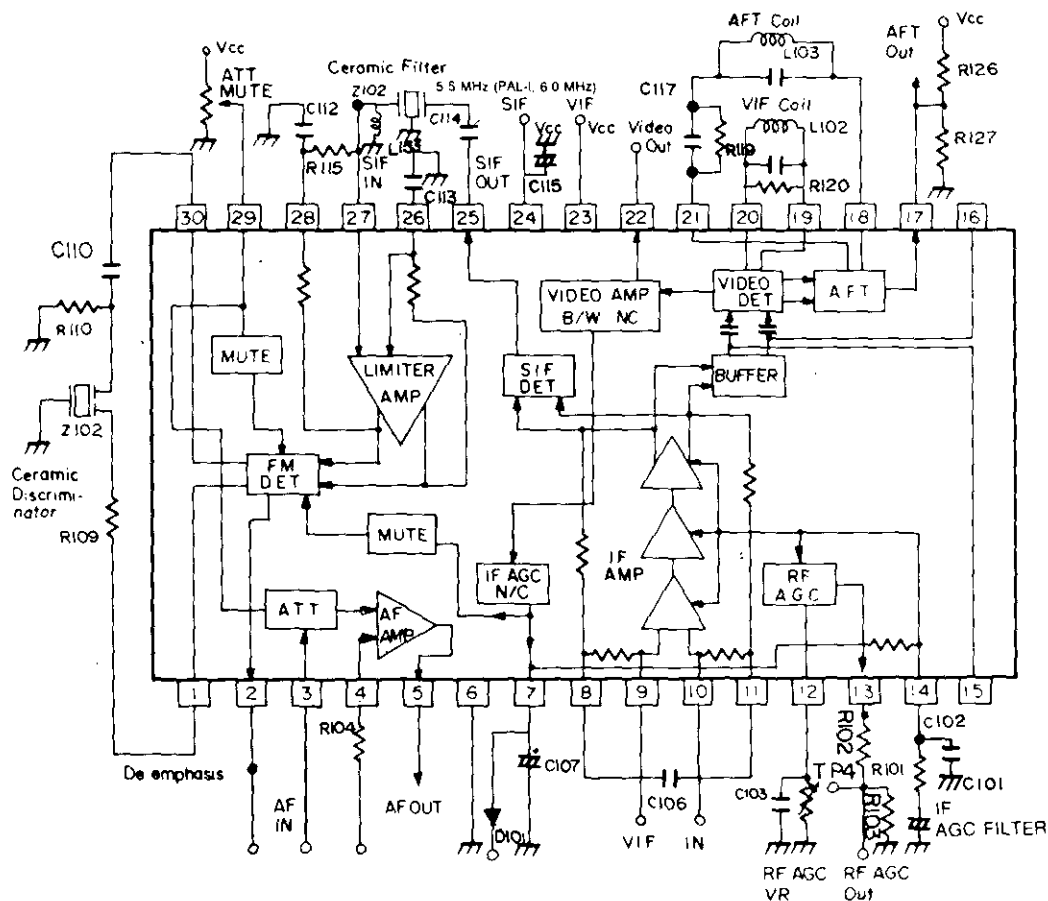 AFT Coil
L103
AFT
Out
Vcc
R126
R127
Vcc
ATT
MUTE
Ceramic Filter
Z102
5.5 MHz (PAL-I, 6.0 MHz)
C112
C114
SIF
VIF
Vcc
Vcc
C117
VIF Coil
L102
Video
Out
R119
R120
R115
SIF
IN
C113
SIF
OUT
C115
30
29
28
27
26
25
24
23
22
21
20
19
18
17
16
C110
R110
Z102
Ceramic
Discrimi-
nator
R109
MUTE
LIMITER
AMP
SIF
DET
VIDEO AMP
B/W NC
VIDEO
DET
AFT
BUFFER
FM
DET
MUTE
IF AGC
N/C
IF
AMP
RF
AGC
ATT
AF
AMP
1
2
3
4
5
6
7
8
9
10
11
12
13
14
15
De emphasis
AF
IN
R104
AF OUT
D101
C107
C106
VIF IN
C103
RF AGC
VR
TP4
R102
R101
R103
RF AGC
Out
C102
C101
IF
AGC FILTER